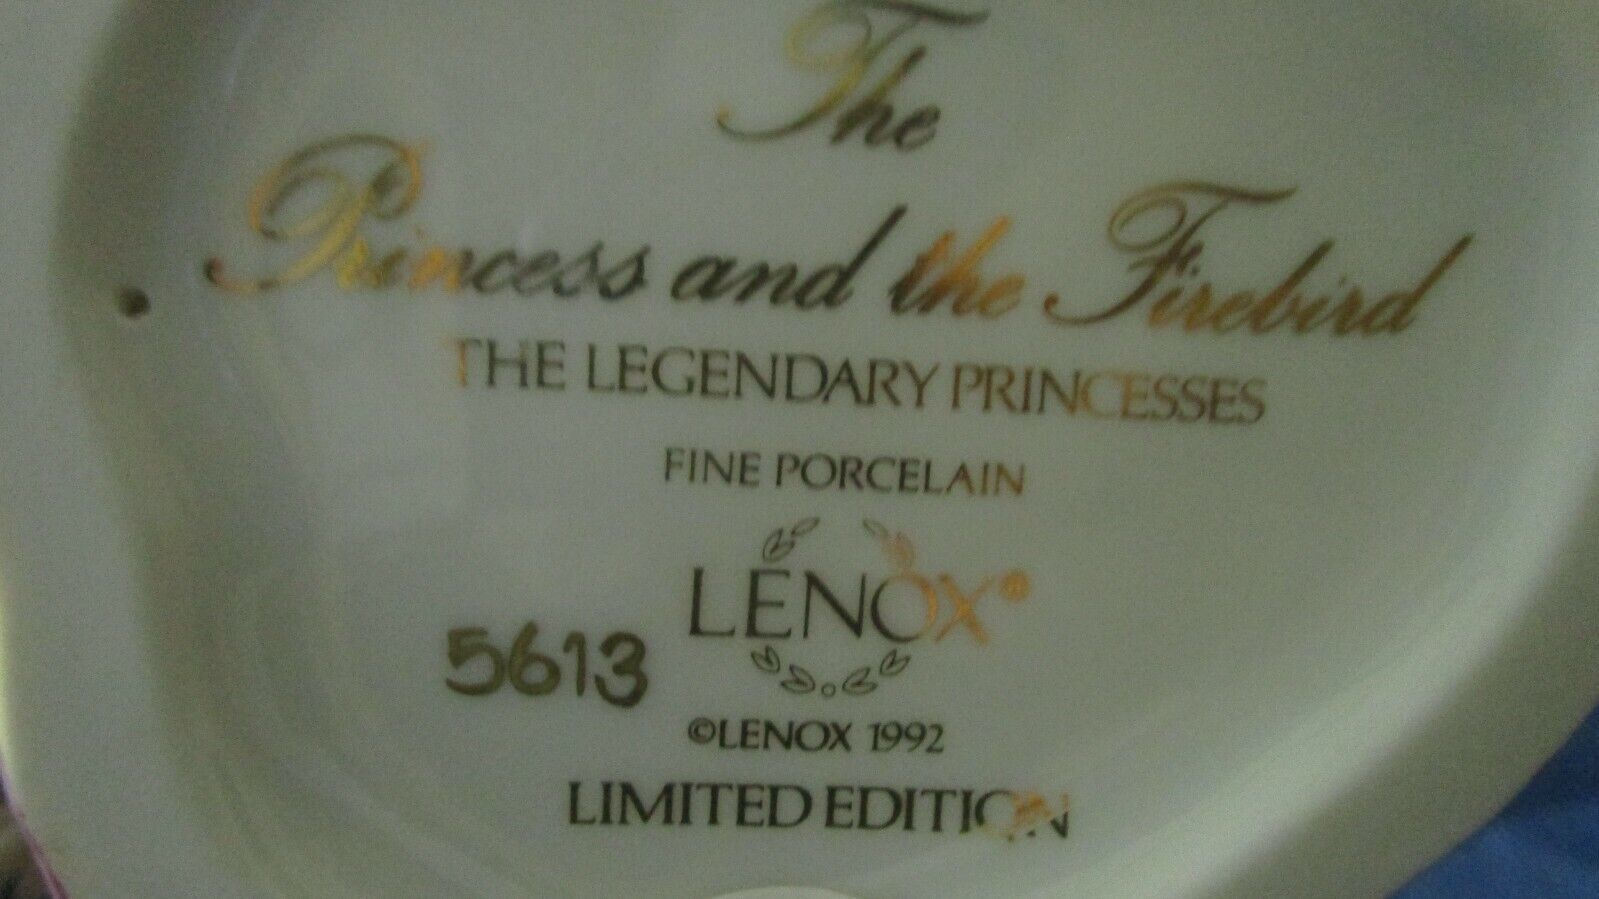 The
Princess and the Firebird
THE LEGENDARY PRINCESSES
FINE PORCELAIN
LENOX®
5613
©LENOX 1992
LIMITED EDITION